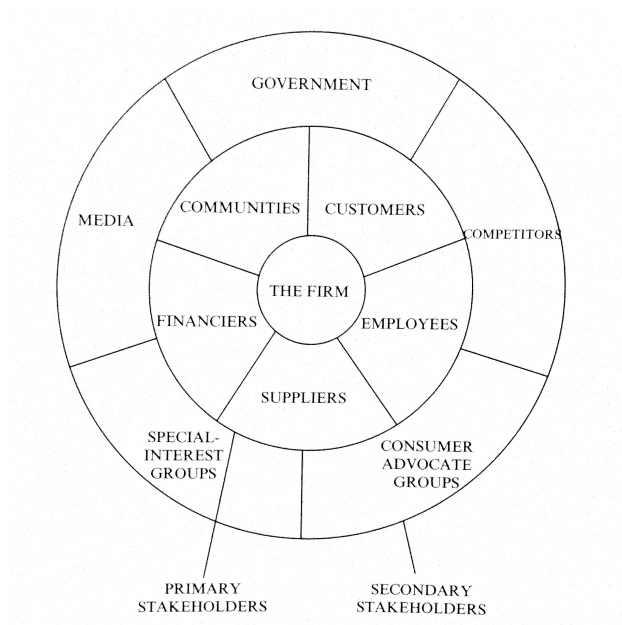 GOVERNMENT
COMMUNITIES
CUSTOMERS
MEDIA
COMPETITORS
THE FIRM
FINANCIERS
EMPLOYEES
SUPPLIERS
SPECIAL-
INTEREST
GROUPS
CONSUMER
ADVOCATE
GROUPS
PRIMARY
STAKEHOLDERS
SECONDARY
STAKEHOLDERS